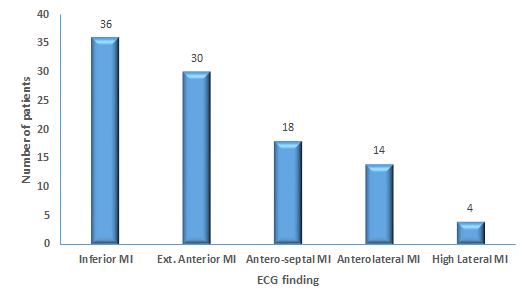 Number of patients
40
35
30
25
20
15
10
5
0
36
30
18
14
4
Inferior MI
Ext. Anterior MI
Antero-septal MI
Anterolateral MI
High Lateral MI
ECG finding